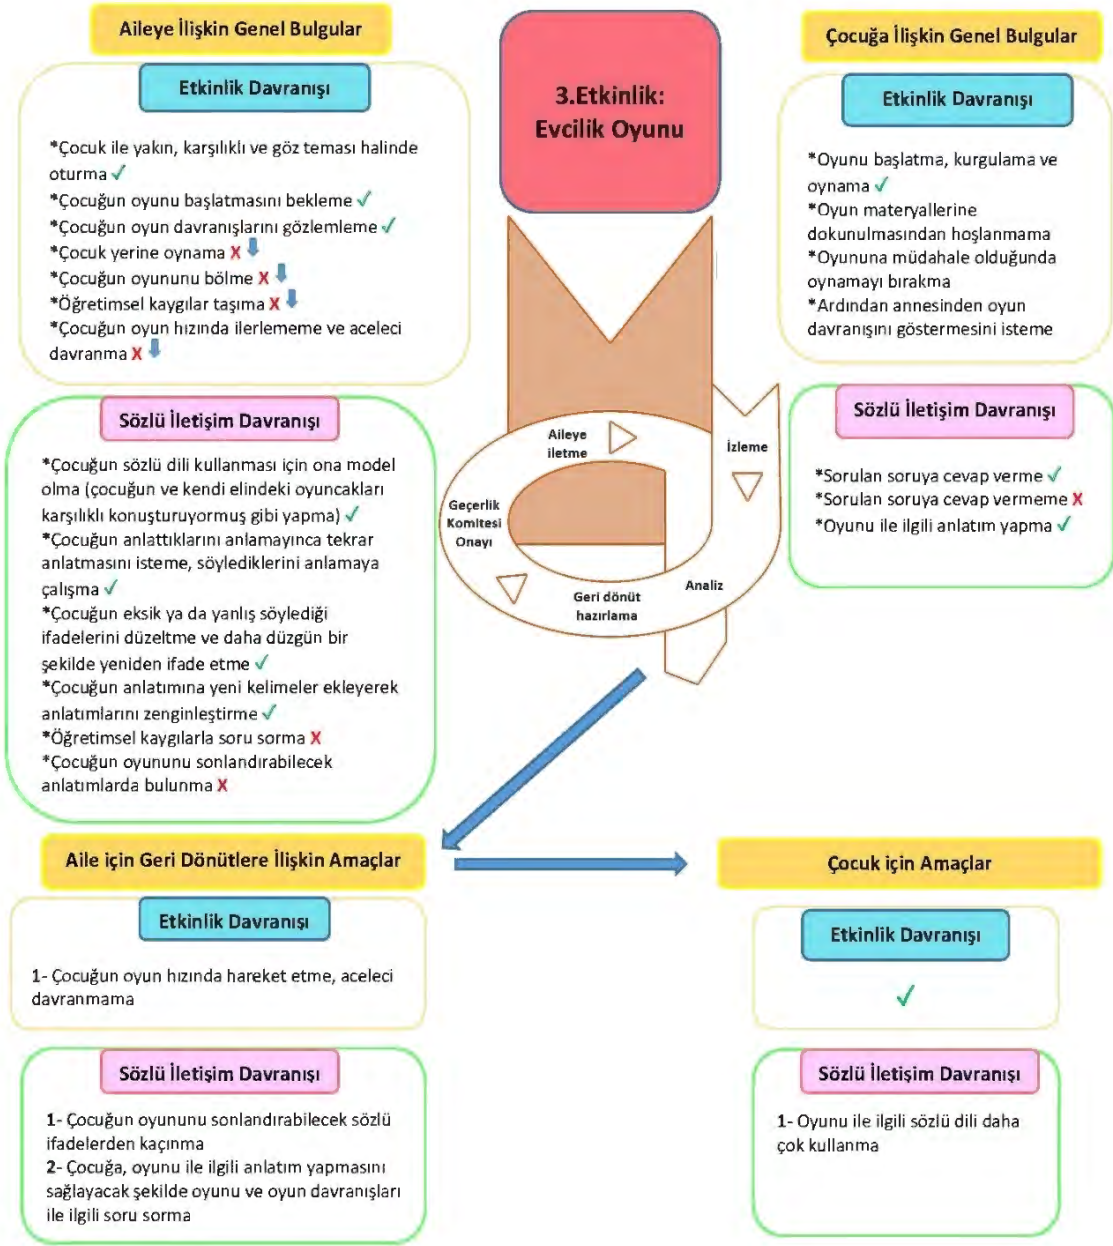 Aileye İlişkin Genel Bulgular
Etkinlik Davranışı
*Çocuk ile yakın, karşılıklı ve göz teması halinde
oturma ✓
*Çocuğun oyunu başlatmasını bekleme ✓
*Çocuğun oyun davranışlarını gözlemleme ✓
*Çocuk yerine oynama X
*Çocuğun oyununu bölme X
*Öğretimsel kaygılar taşıma X
*Çocuğun oyun hızında ilerlememe ve aceleci
davranma X
Sözlü İletişim Davranışı
*Çocuğun sözlü dili kullanması için ona model
olma (çocuğun ve kendi elindeki oyuncakları
karşılıklı konuşturuyormuş gibi yapma) ✓
*Çocuğun anlattıklarını anlamayınca tekrar
anlatmasını isteme, söylediklerini anlamaya
çalışma ✓
*Çocuğun eksik ya da yanlış söylediği
ifadelerini düzeltme ve daha düzgün bir
şekilde yeniden ifade etme ✓
*Çocuğun anlatımına yeni kelimeler ekleyerek
anlatımlarını zenginleştirme ✓
*Öğretimsel kaygılarla soru sorma X
*Çocuğun oyununu sonlandırabilecek
anlatımlarda bulunma X
3.Etkinlik:
Evcilik Oyunu
Aileye
iletme
İzleme
Geçerlik
Komitesi
Onayı
Analiz
Geri dönüt
hazırlama
Çocuğa İlişkin Genel Bulgular
Etkinlik Davranışı
*Oyunu başlatma, kurgulama ve
oynama ✓
*Oyun materyallerine
dokunulmasından hoşlanmama
*Oyununa müdahale olduğunda
oynamayı bırakma
*Ardından annesinden oyun
davranışını göstermesini isteme
Sözlü İletişim Davranışı
*Sorulan soruya cevap verme ✓
*Sorulan soruya cevap vermeme X
*Oyunu ile ilgili anlatım yapma ✓
Aile için Geri Dönütlere İlişkin Amaçlar
Etkinlik Davranışı
1- Çocuğun oyun hızında hareket etme, aceleci
davranmama
Sözlü İletişim Davranışı
1- Çocuğun oyununu sonlandırabilecek sözlü
ifadelerden kaçınma
2- Çocuğa, oyunu ile ilgili anlatım yapmasını
sağlayacak şekilde oyunu ve oyun davranışları
ile ilgili soru sorma
Çocuk için Amaçlar
Etkinlik Davranışı
✓
Sözlü İletişim Davranışı
1- Oyunu ile ilgili sözlü dili daha
çok kullanma